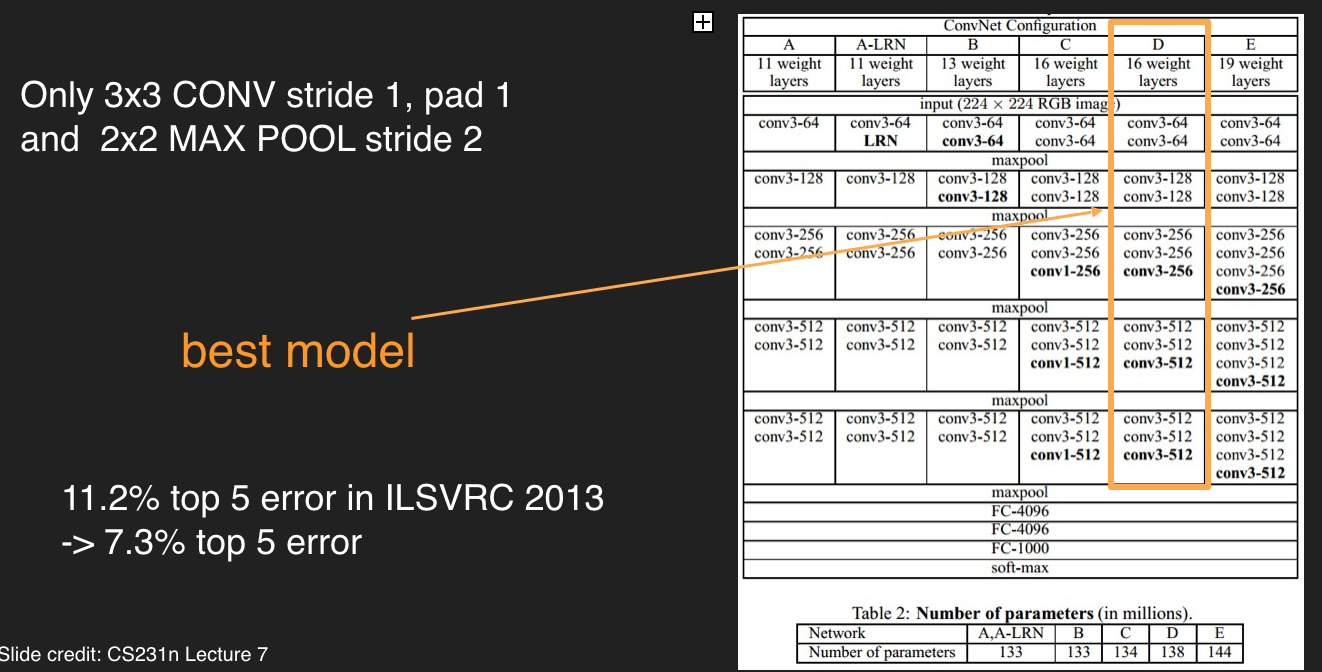 Only 3x3 CONV stride 1, pad 1
and 2x2 MAX POOL stride 2
best model
11.2% top 5 error in ILSVRC 2013
-> 7.3% top 5 error
Slide credit: CS231n Lecture 7
ConvNet Configuration
A A-LRN B C D E
11 weight layers 11 weight layers 13 weight layers 16 weight layers 16 weight layers 19 weight layers
input (224 × 224 RGB image)
conv3-64 conv3-64 conv3-64 conv3-64 conv3-64 conv3-64
LRN conv3-64 conv3-64 conv3-64 conv3-64
maxpool
conv3-128 conv3-128 conv3-128 conv3-128 conv3-128 conv3-128
conv3-128 conv3-128 conv3-128 conv3-128
maxpool
conv3-256 conv3-256 conv3-256 conv3-256 conv3-256 conv3-256
conv3-256 conv3-256 conv3-256 conv3-256 conv3-256 conv3-256
conv1-256 conv3-256 conv3-256
conv3-256
maxpool
conv3-512 conv3-512 conv3-512 conv3-512 conv3-512 conv3-512
conv3-512 conv3-512 conv3-512 conv3-512 conv3-512 conv3-512
conv1-512 conv3-512 conv3-512
conv3-512
maxpool
conv3-512 conv3-512 conv3-512 conv3-512 conv3-512 conv3-512
conv3-512 conv3-512 conv3-512 conv3-512 conv3-512 conv3-512
conv1-512 conv3-512 conv3-512
conv3-512
maxpool
FC-4096
FC-4096
FC-1000
soft-max
Table 2: Number of parameters (in millions).
Network A,A-LRN B C D E
Number of parameters 133 133 134 138 144